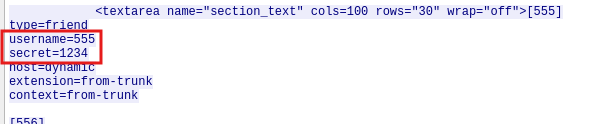 <textarea name="section_text" cols=100 rows="30" wrap="off">[555]
type=friend
username=555
secret=1234
host=dynamic
extension=from-trunk
context=from-trunk
[556]